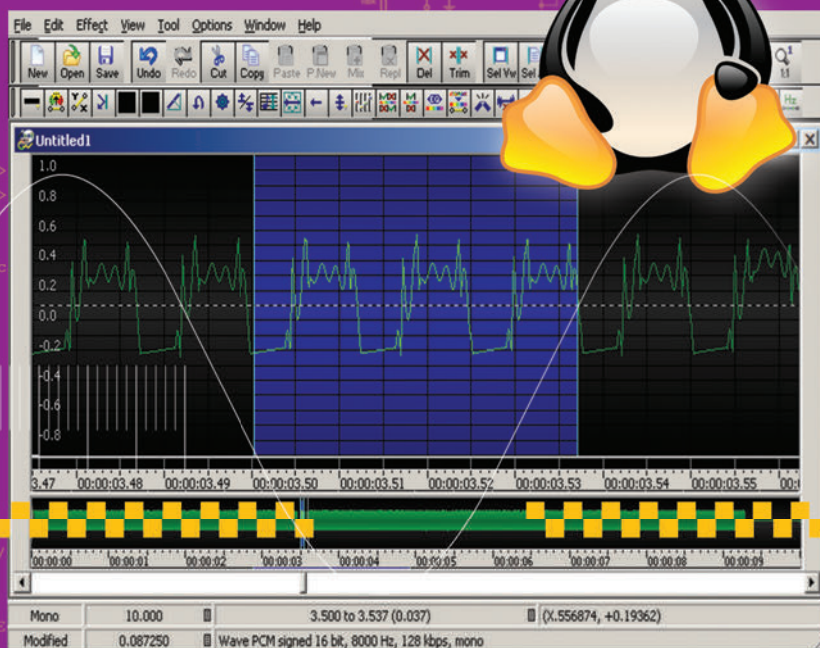 File Edit Effect View Tool Options Window Help
New Open Save Undo Redo Cut Copy Paste P.New Mix Repl Del Trim Sel Vw Sel 1:1
Hz
Untitled1
1.0
0.8
0.6
0.4
0.2
0.0
-0.2
-0.4
-0.6
-0.8
3.47 00:00:03.48 00:00:03.49 00:00:03.50 00:00:03.51 00:00:03.52 00:00:03.53 00:00:03.54 00:00:03.55
00:00:00 00:00:01 00:00:02 00:00:03 00:00:04 00:00:05 00:00:06 00:00:07 00:00:08 00:00:09
Mono 10.000 3.500 to 3.537 (0.037) (X.556874, +0.19362)
Modified 0.087250 Wave PCM signed 16 bit, 8000 Hz, 128 kbps, mono